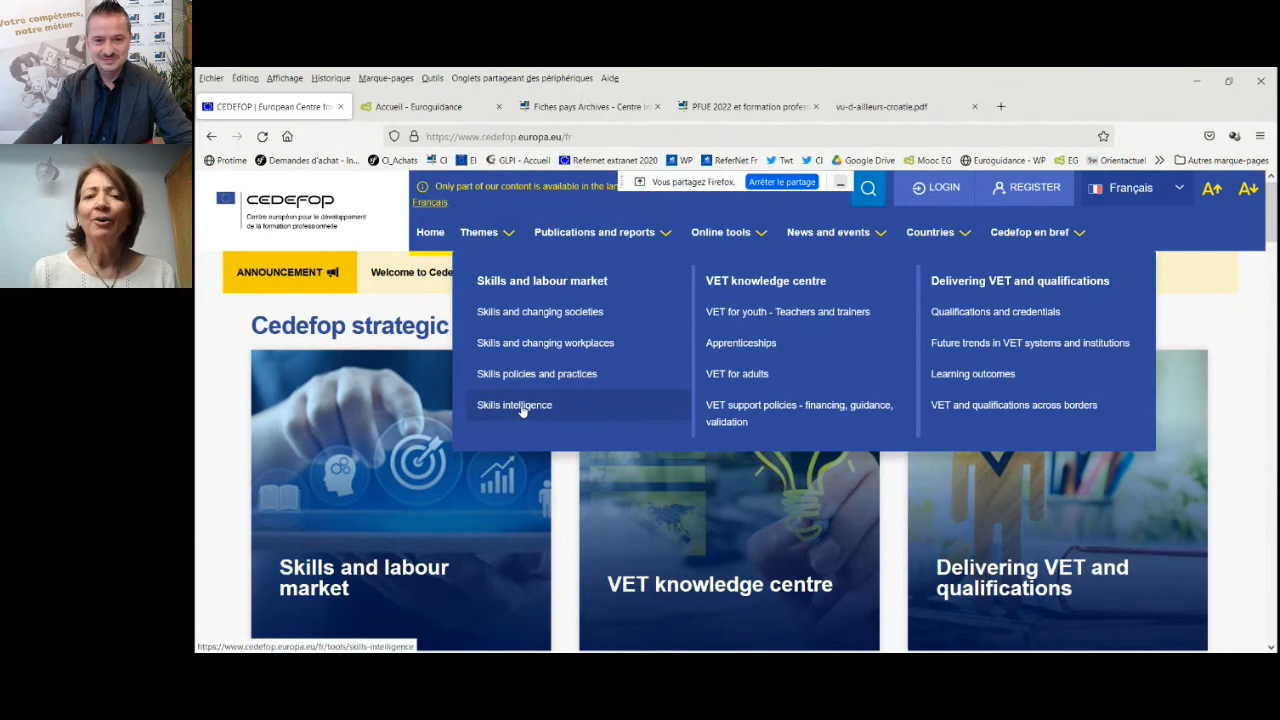 Votre compétence,
notre métier
Fichier Édition Affichage Historique Marque-pages Outils Onglets partageant des périphériques Aide
CEDEFOP | European Centre for
Accueil - Euroguidance
Fiches pays Archives - Centre In
PFUE 2022 et formation profes
vu-d-ailleurs-croatie.pdf
https://www.cedefop.europa.eu/fr
Protime
Demandes d'achat - In...
CI_Achats
CI
EI
GLPI - Accueil
Refernet extranet 2020
WP
ReferNet Fr
Twt
CI
Google Drive
Mooc EG
Euroguidance - WP
EG
Orientactuel
Autres marque-pages
CEDEFOP
Centre européen pour le développement
de la formation professionnelle
Only part of our content is available in the lan
Français.
Vous partagez Firefox.
Arrêter le partage
LOGIN
REGISTER
Français
Home Themes Publications and reports Online tools News and events Countries Cedefop en bref
ANNOUNCEMENT
Welcome to Cede
Skills and labour market
Skills and changing societies
Skills and changing workplaces
Skills policies and practices
Skills intelligence
VET knowledge centre
VET for youth - Teachers and trainers
Apprenticeships
VET for adults
VET support policies - financing, guidance,
validation
Delivering VET and qualifications
Qualifications and credentials
Future trends in VET systems and institutions
Learning outcomes
VET and qualifications across borders
Cedefop strategic
Skills and labour
market
VET knowledge centre
Delivering VET and
qualifications
https://www.cedefop.europa.eu/fr/tools/skills-intelligence